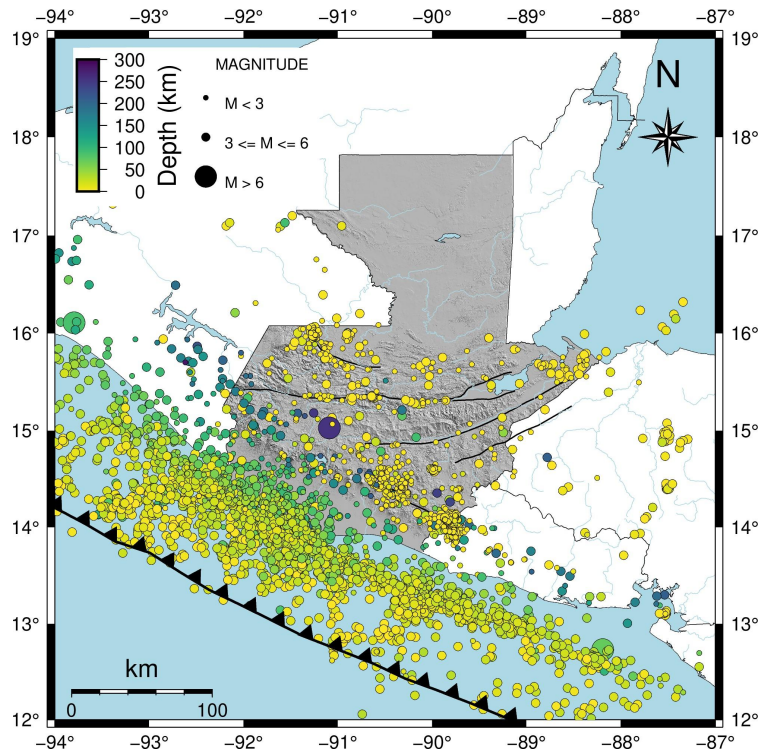 −94° −93° −92° −91° −90° −89° −88° −87°
19° 19°
300
250
200
150
100
50
0
Depth (km)
MAGNITUDE
M < 3
3 <= M <= 6
M > 6
N
18° 18°
17° 17°
16° 16°
15° 15°
14° 14°
13° 13°
km
0 100
12° 12°
−94° −93° −92° −91° −90° −89° −88° −87°